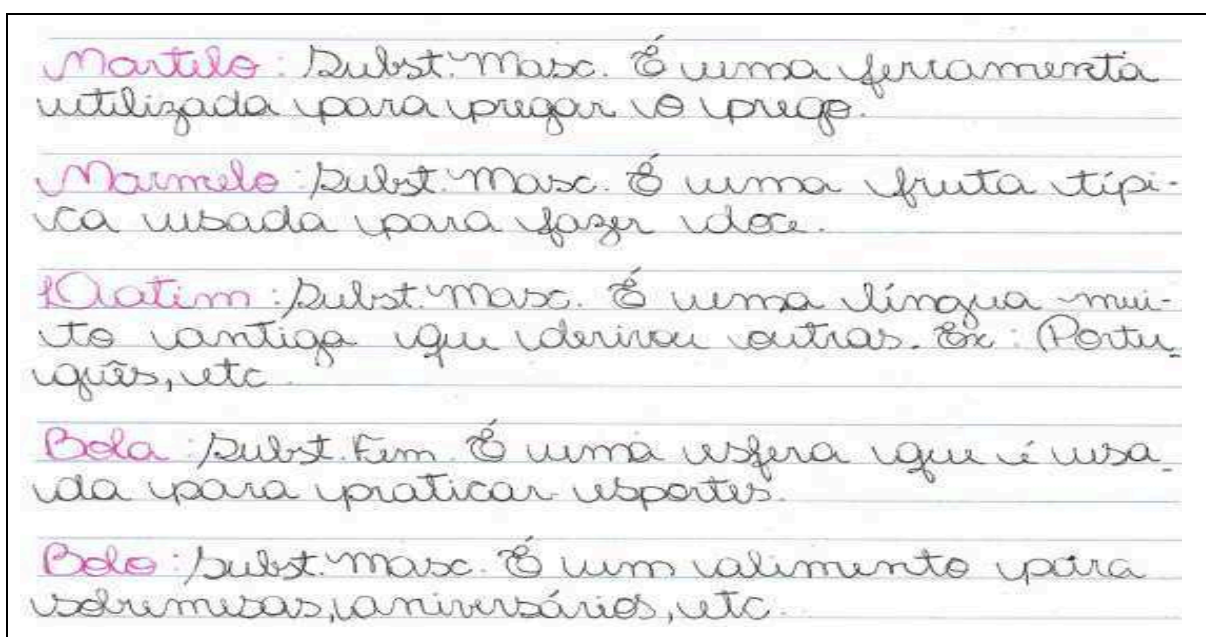 Martelo: Subst. Masc. É uma ferramenta
utilizada para pregar o prego.
Marmelo: Subst. Masc. É uma fruta típi-
ca usada para fazer doce.
Latim: Subst. Masc. É uma língua mui-
to antiga que derivou outras. Ex: Portu_
guês, etc.
Bola: Subst. Fem. É uma esfera que é usa_
da para praticar esportes.
Bolo: Subst. Masc. É um alimento para
sobremesas, aniversários, etc.